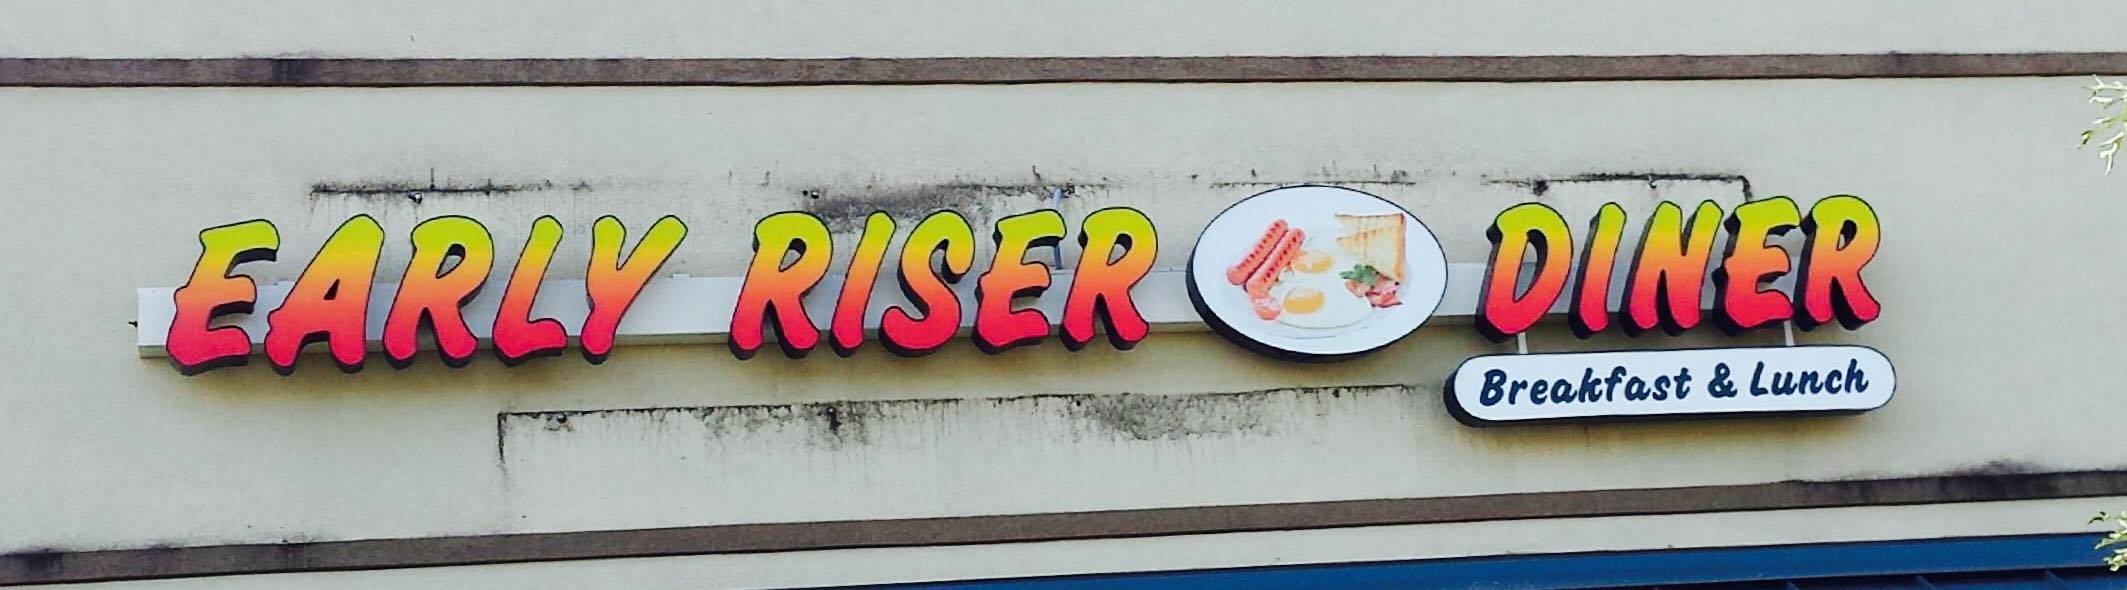 EARLY RISER DINER
Breakfast & Lunch